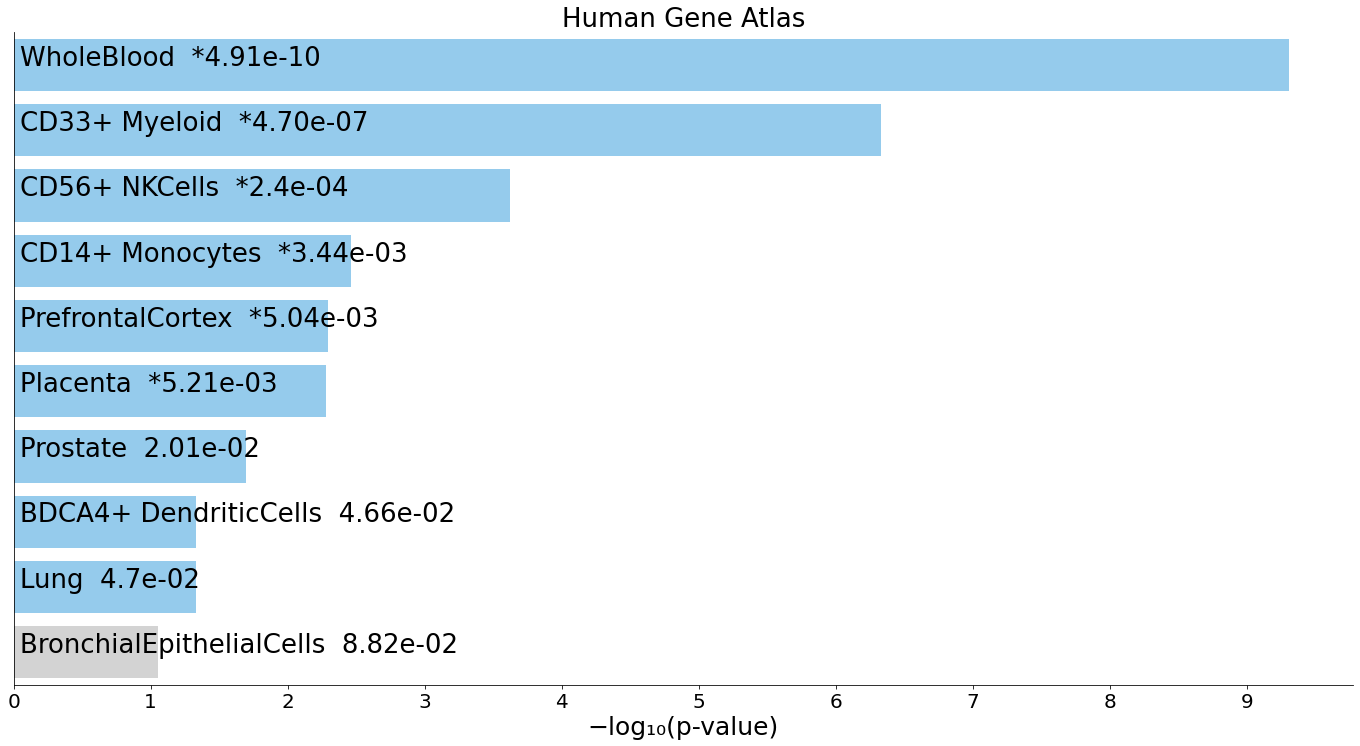 Human Gene Atlas
WholeBlood  *4.91e-10
CD33+ Myeloid  *4.70e-07
CD56+ NKCells  *2.4e-04
CD14+ Monocytes  *3.44e-03
PrefrontalCortex  *5.04e-03
Placenta  *5.21e-03
Prostate  2.01e-02
BDCA4+ DendriticCells  4.66e-02
Lung  4.7e-02
BronchialEpithelialCells  8.82e-02
0 1 2 3 4 5 6 7 8 9
−log₁₀(p-value)